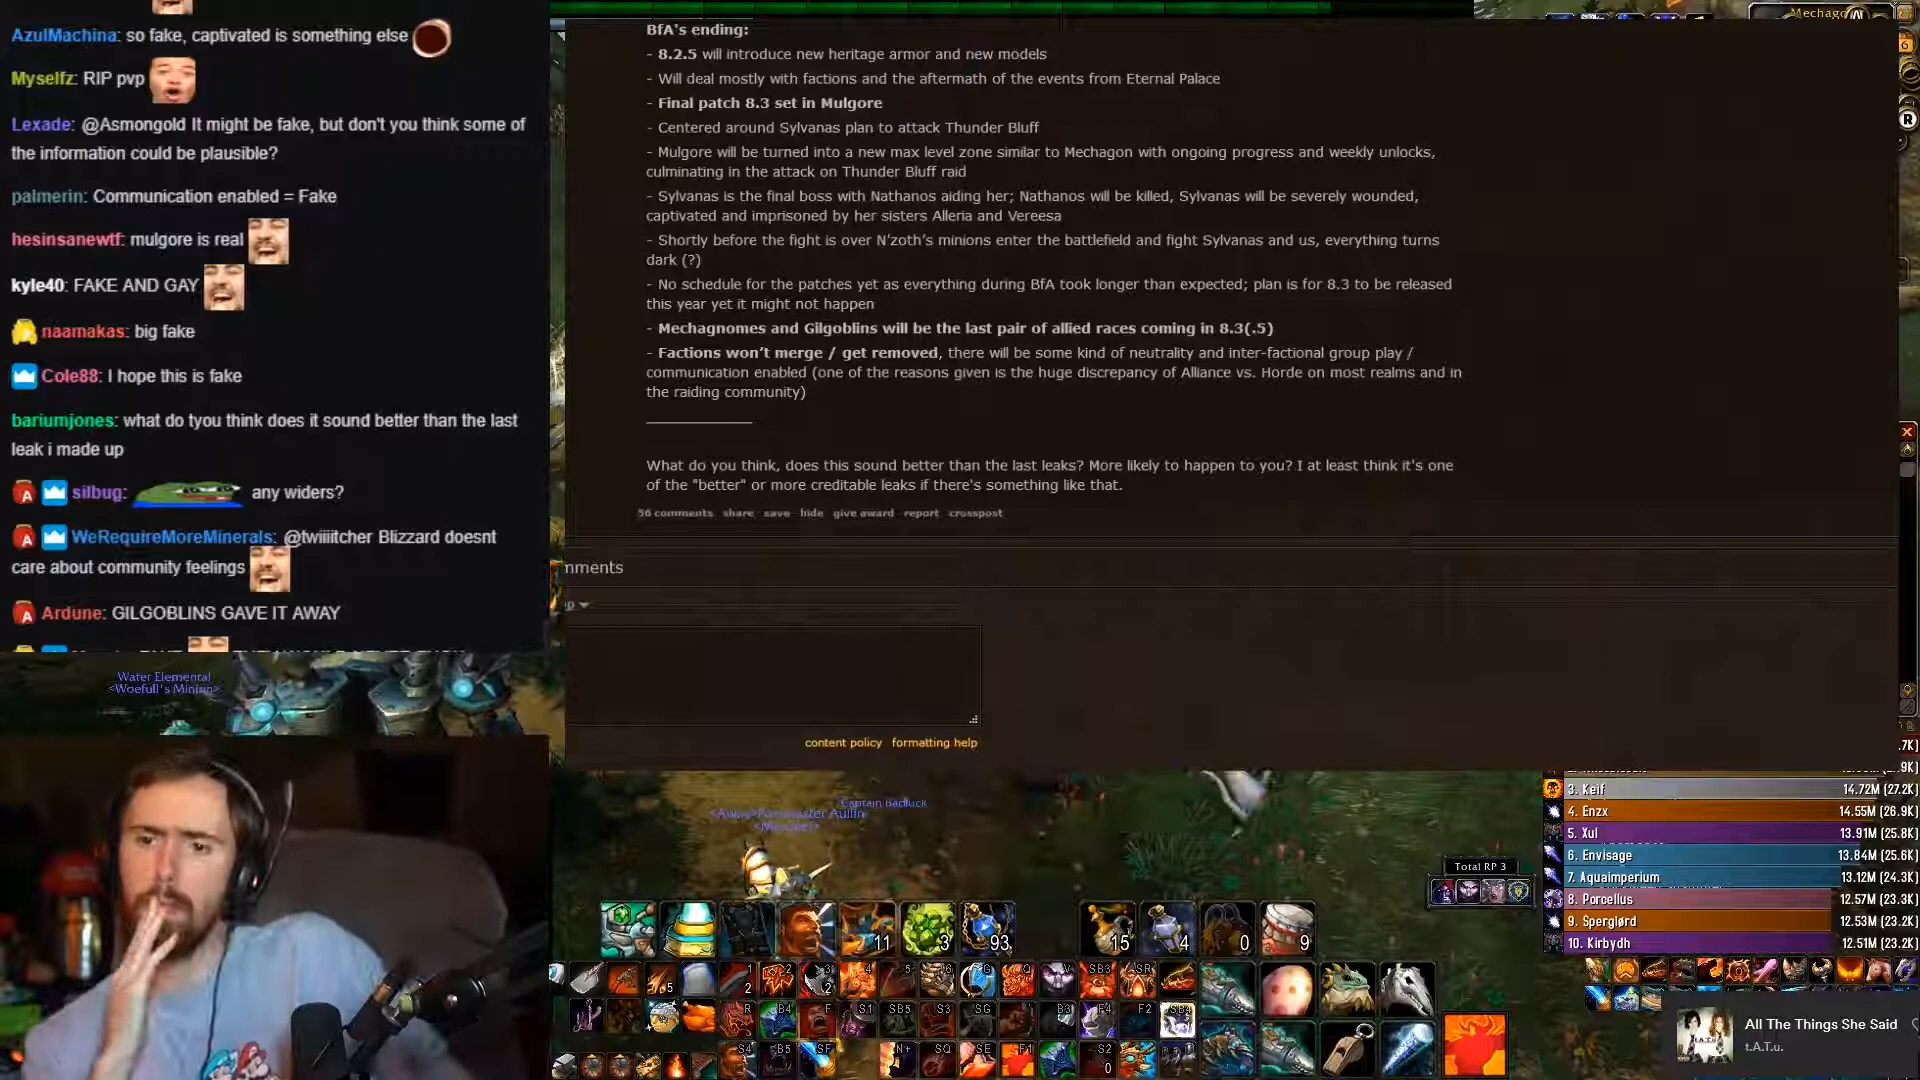 AzulMachina: so fake, captivated is something else
Myselfz: RIP pvp
Lexade: @Asmongold It might be fake, but don't you think some of
the information could be plausible?
palmerin: Communication enabled = Fake
hesinsanewtf: mulgore is real
kyle40: FAKE AND GAY
naamakas: big fake
Cole88: I hope this is fake
bariumjones: what do tyou think does it sound better than the last
leak i made up
silbug: any widers?
WeRequireMoreMinerals: @twiiiitcher Blizzard doesnt
care about community feelings
Ardune: GILGOBLINS GAVE IT AWAY
BfA's ending:
- 8.2.5 will introduce new heritage armor and new models
- Will deal mostly with factions and the aftermath of the events from Eternal Palace
- Final patch 8.3 set in Mulgore
- Centered around Sylvanas plan to attack Thunder Bluff
- Mulgore will be turned into a new max level zone similar to Mechagon with ongoing progress and weekly unlocks,
culminating in the attack on Thunder Bluff raid
- Sylvanas is the final boss with Nathanos aiding her; Nathanos will be killed, Sylvanas will be severely wounded,
captivated and imprisoned by her sisters Alleria and Vereesa
- Shortly before the fight is over N'zoth's minions enter the battlefield and fight Sylvanas and us, everything turns
dark (?)
- No schedule for the patches yet as everything during BfA took longer than expected; plan is for 8.3 to be released
this year yet it might not happen
- Mechagnomes and Gilgoblins will be the last pair of allied races coming in 8.3(.5)
- Factions won't merge / get removed, there will be some kind of neutrality and inter-factional group play /
communication enabled (one of the reasons given is the huge discrepancy of Alliance vs. Horde on most realms and in
the raiding community)
What do you think, does this sound better than the last leaks? More likely to happen to you? I at least think it's one
of the "better" or more creditable leaks if there's something like that.
56 comments share save hide give award report crosspost
mments
content policy formatting help
Water Elemental
<Woefull's Minion>
Captain Badluck
Total RP 3
3. Keif 14.72M (27.2K)
4. Enzx 14.55M (26.9K)
5. Xul 13.91M (25.8K)
6. Envisage 13.84M (25.6K)
7. Aquaimperium 13.12M (24.3K)
8. Porcellus 12.57M (23.2K)
9. Sperglørd 12.53M (23.2K)
10. Kirbydh 12.51M (23.2K)
11 3 93 15 4 0 9
All The Things She Said
t.A.T.u.